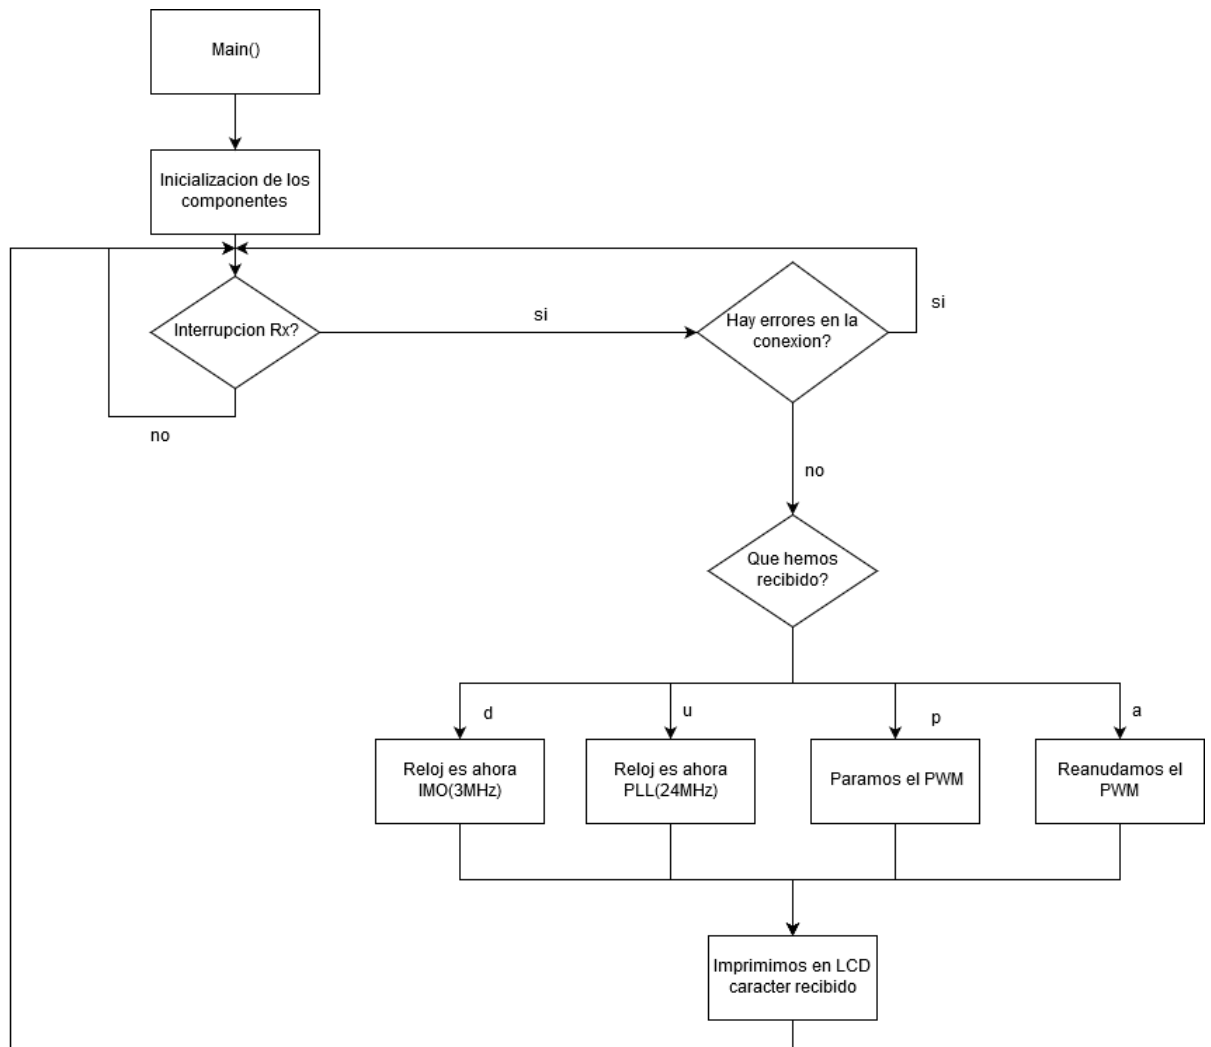 Main()
Inicializacion de los
componentes
Interrupcion Rx?
si
Hay errores en la
conexion?
si
no
no
Que hemos
recibido?
d
u
p
a
Reloj es ahora
IMO(3MHz)
Reloj es ahora
PLL(24MHz)
Paramos el PWM
Reanudamos el
PWM
Imprimimos en LCD
caracter recibido